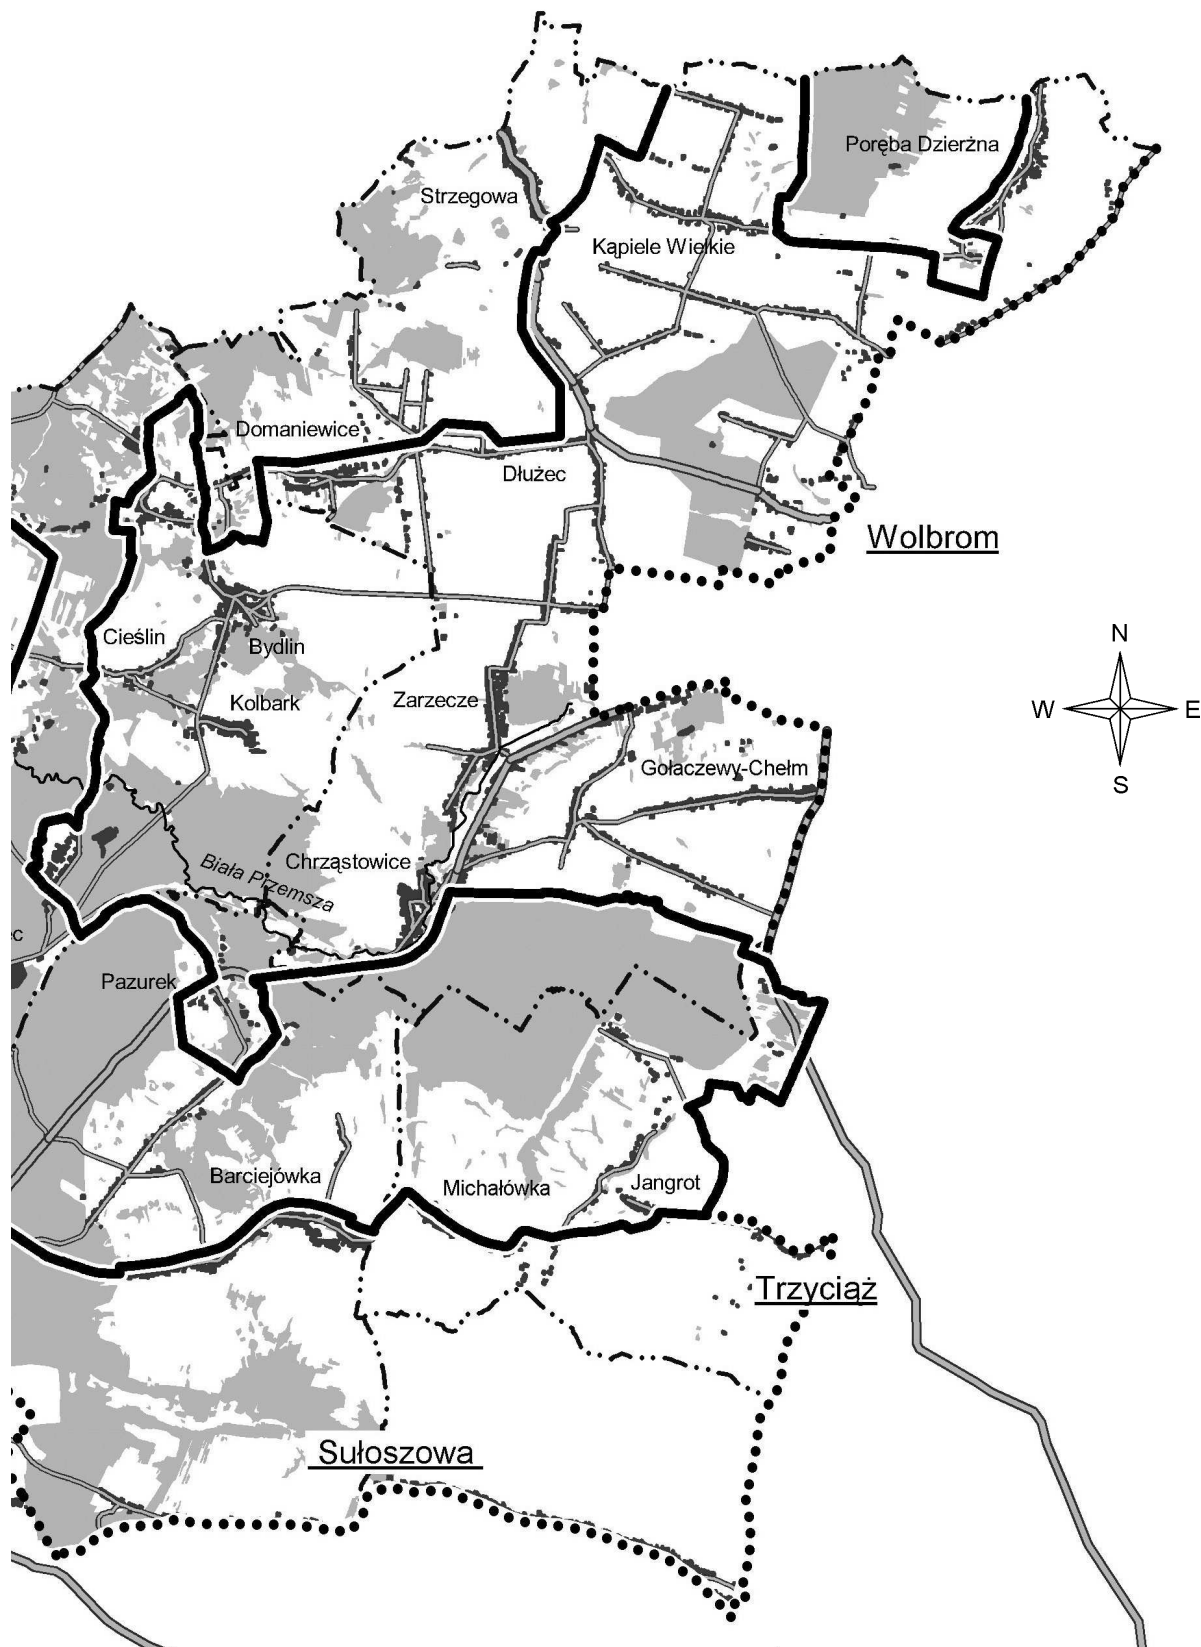 Poręba Dzierżna
Strzegowa
Kąpiele Wielkie
Domaniewice
Dłużec
Wolbrom
Cieślin
Bydlin
Kolbark
Zarzecze
N
W
E
S
Gołaczewy-Chełm
Chrząstowice
Biała Przemsza
ec
Pazurek
Barciejówka
Michałówka
Jangrot
Trzyciąż
Sułoszowa